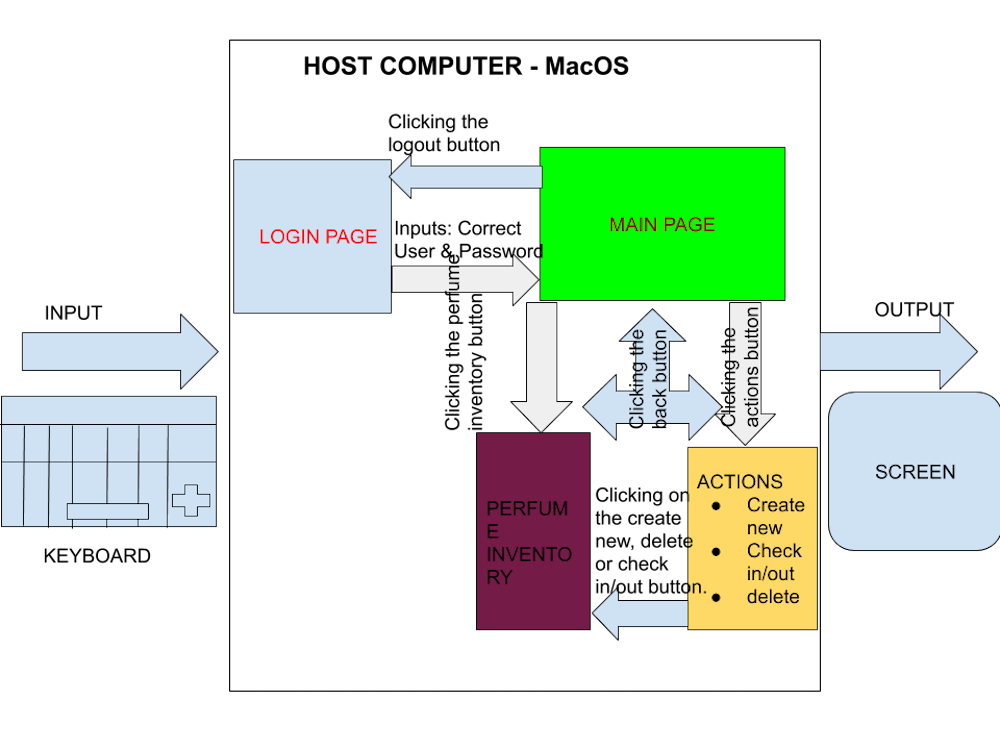 HOST COMPUTER - MacOS
Clicking the
logout button
LOGIN PAGE
MAIN PAGE
Inputs: Correct
User & Password
INPUT
OUTPUT
Clicking the perfume
inventory button
Clicking the
back button
Clicking the
actions button
KEYBOARD
SCREEN
PERFUM
E
INVENTO
RY
Clicking on
the create
new, delete
or check
in/out button.
ACTIONS
● Create
new
● Check
in/out
● delete